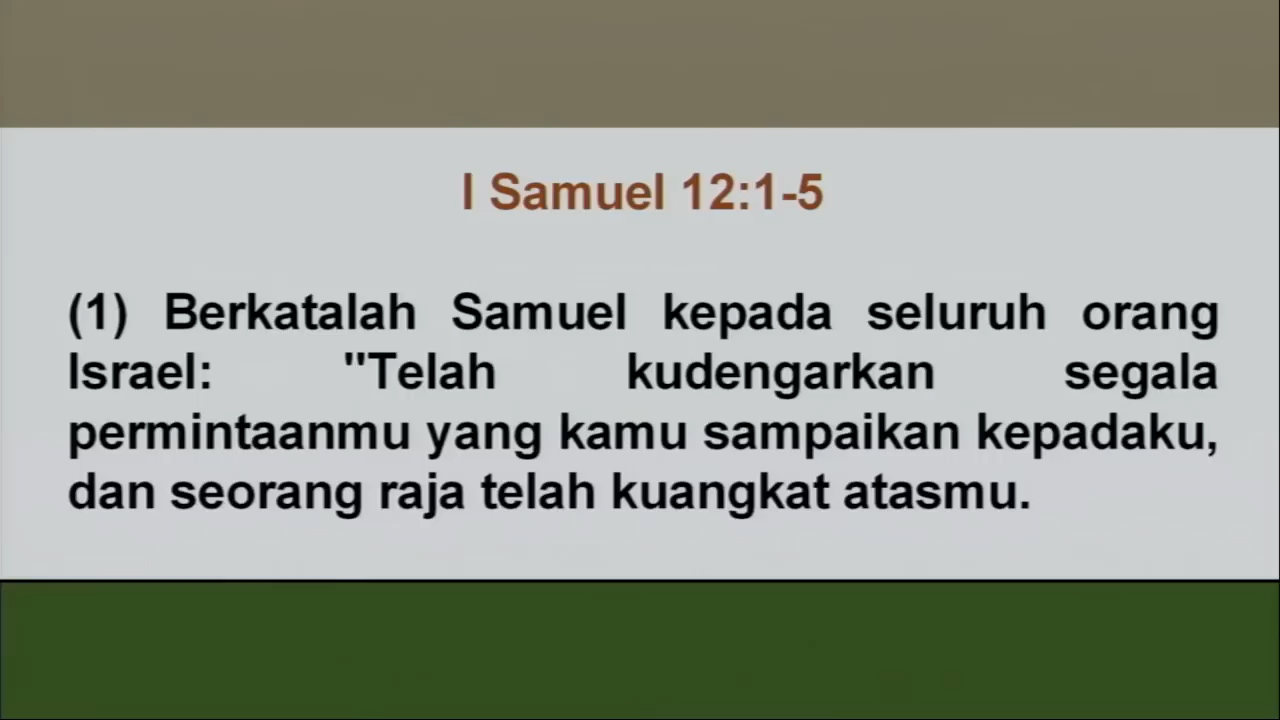 I Samuel 12:1-5
(1) Berkatalah Samuel kepada seluruh orang
Israel: "Telah kudengarkan segala
permintaanmu yang kamu sampaikan kepadaku,
dan seorang raja telah kuangkat atasmu.